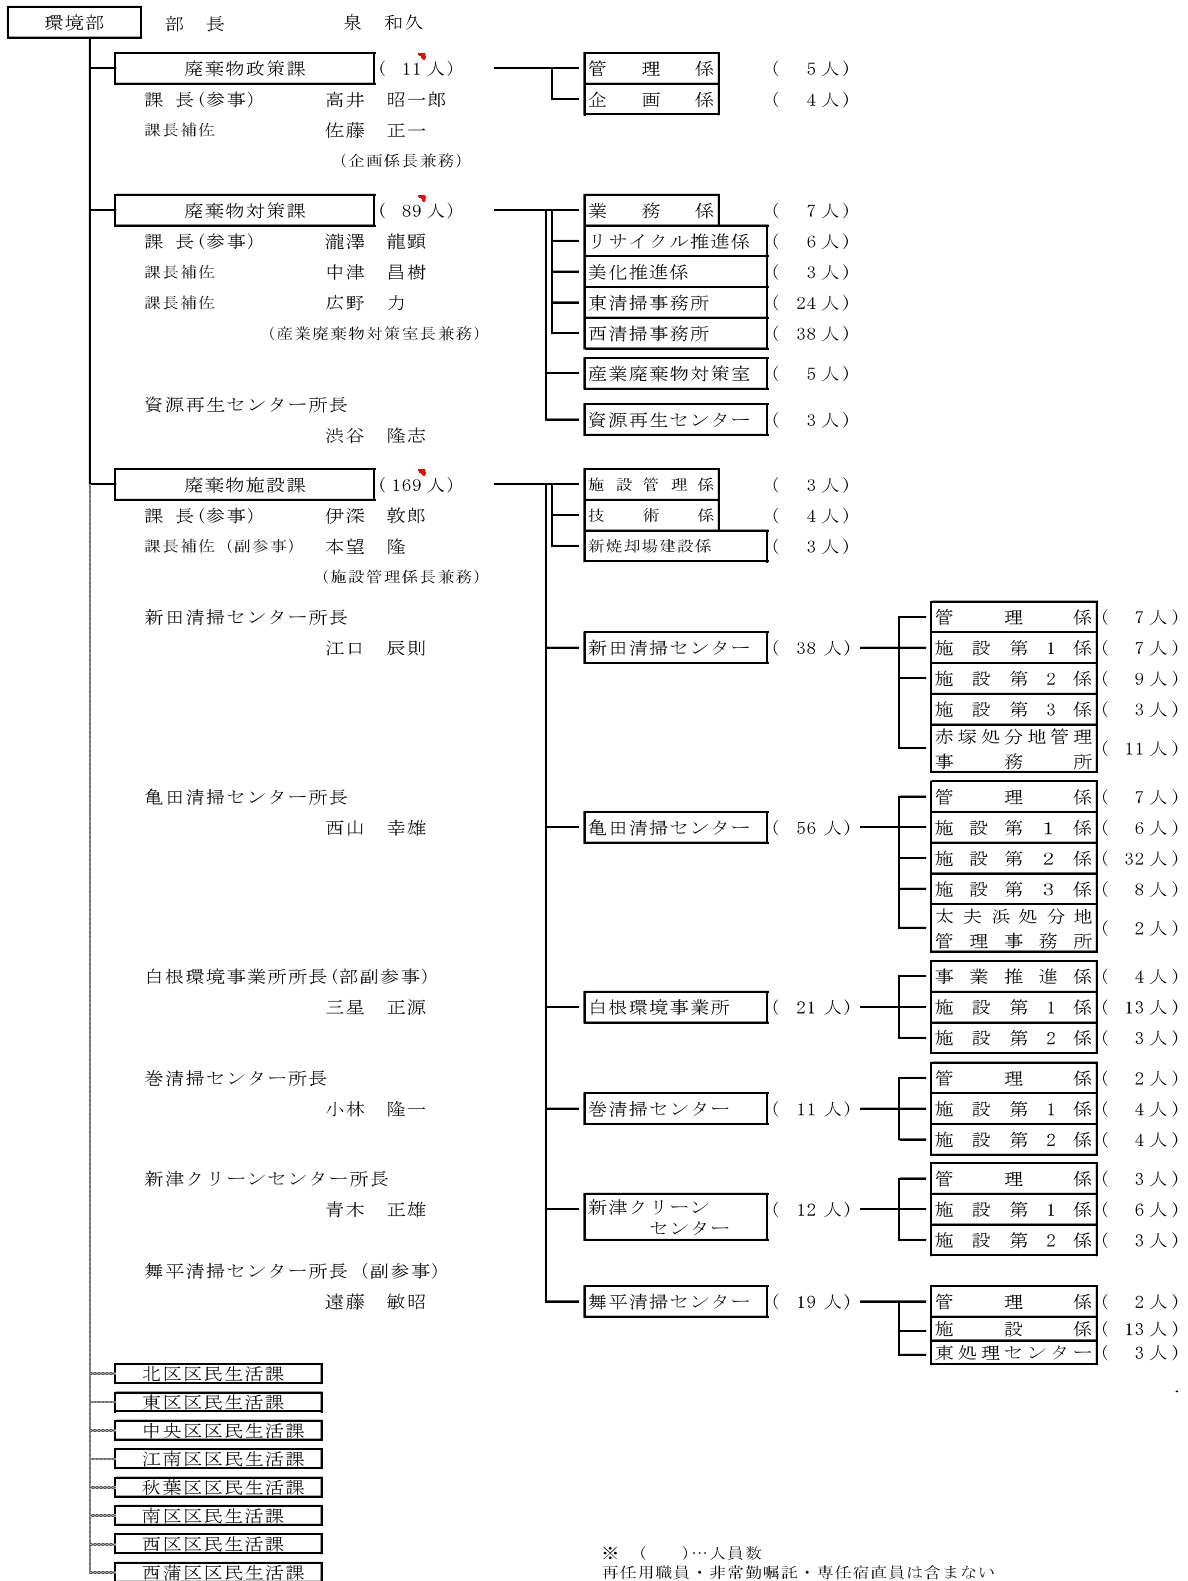 環境部 部 長 泉 和久
廃棄物政策課 ( 11人) 管 理 係 ( 5人)
課 長(参事) 高井 昭一郎 企 画 係 ( 4人)
課長補佐 佐藤 正一
(企画係長兼務)
廃棄物対策課 ( 89人) 業 務 係 ( 7人)
課 長(参事) 瀧澤 龍顕 リサイクル推進係 ( 6人)
課長補佐 中津 昌樹 美化推進係 ( 3人)
課長補佐 広野 力 東清掃事務所 ( 24人)
(産業廃棄物対策室長兼務) 西清掃事務所 ( 38人)
産業廃棄物対策室 ( 5人)
資源再生センター所長 資源再生センター ( 3人)
渋谷 隆志
廃棄物施設課 (169人) 施設管理係 ( 3人)
課 長(参事) 伊深 敦郎 技 術 係 ( 4人)
課長補佐(副参事) 本望 隆 新焼却場建設係 ( 3人)
(施設管理係長兼務)
新田清掃センター所長 管 理 係 ( 7人)
江口 辰則 新田清掃センター ( 38 人) 施 設 第 1 係 ( 7人)
施 設 第 2 係 ( 9人)
施 設 第 3 係 ( 3人)
赤塚処分地管理
事 務 所 ( 11人)
亀田清掃センター所長 管 理 係 ( 7人)
西山 幸雄 亀田清掃センター ( 56 人) 施 設 第 1 係 ( 6人)
施 設 第 2 係 ( 32人)
施 設 第 3 係 ( 8人)
太夫浜処分地
管理事務所 ( 2人)
白根環境事業所所長(部副参事) 事業推進係 ( 4人)
三星 正源 白根環境事業所 ( 21 人) 施 設 第 1 係 ( 13人)
施 設 第 2 係 ( 3人)
巻清掃センター所長 管 理 係 ( 2人)
小林 隆一 巻清掃センター ( 11 人) 施 設 第 1 係 ( 4人)
施 設 第 2 係 ( 4人)
新津クリーンセンター所長 管 理 係 ( 3人)
青木 正雄 新津クリーン
センター ( 12 人) 施 設 第 1 係 ( 6人)
施 設 第 2 係 ( 3人)
舞平清掃センター所長(副参事)
遠藤 敏昭 舞平清掃センター ( 19 人) 管 理 係 ( 2人)
施 設 係 ( 13人)
東処理センター ( 3人)
北区区民生活課
東区区民生活課
中央区区民生活課
江南区区民生活課
秋葉区区民生活課
南区区民生活課
西区区民生活課
西蒲区区民生活課
※ ( )…人員数
再任用職員・非常勤嘱託・専任宿直員は含まない